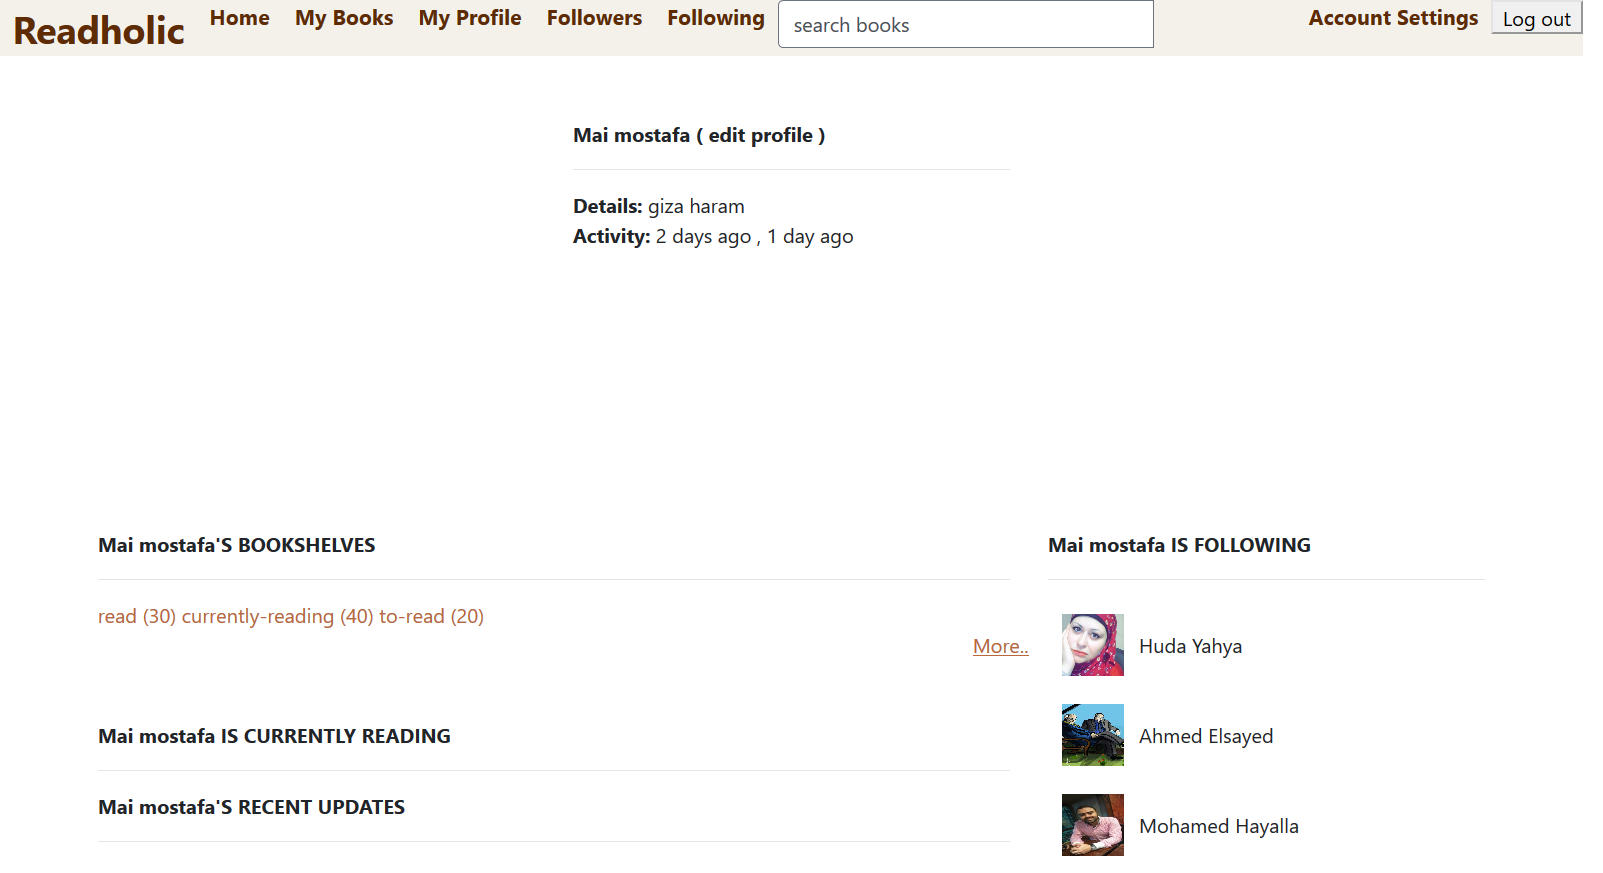 Readholic Home My Books My Profile Followers Following search books Account Settings Log out
Mai mostafa ( edit profile )
Details: giza haram
Activity: 2 days ago , 1 day ago
Mai mostafa'S BOOKSHELVES
read (30) currently-reading (40) to-read (20)
More..
Mai mostafa IS CURRENTLY READING
Mai mostafa'S RECENT UPDATES
Mai mostafa IS FOLLOWING
Huda Yahya
Ahmed Elsayed
Mohamed Hayalla